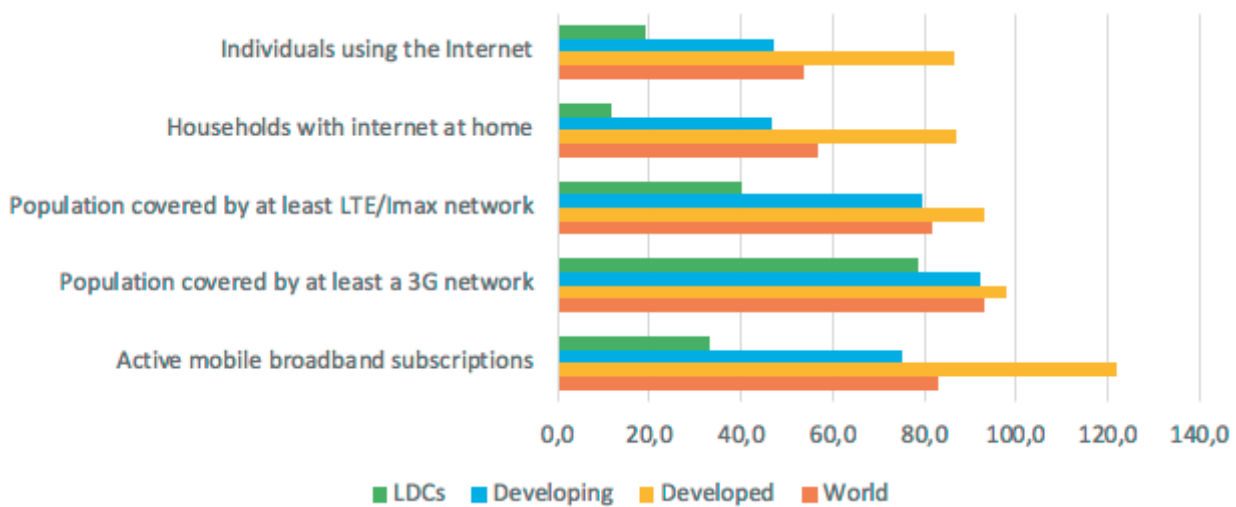 Individuals using the Internet
Households with internet at home
Population covered by at least LTE/Imax network
Population covered by at least a 3G network
Active mobile broadband subscriptions
0,0 20,0 40,0 60,0 80,0 100,0 120,0 140,0
LDCs Developing Developed World